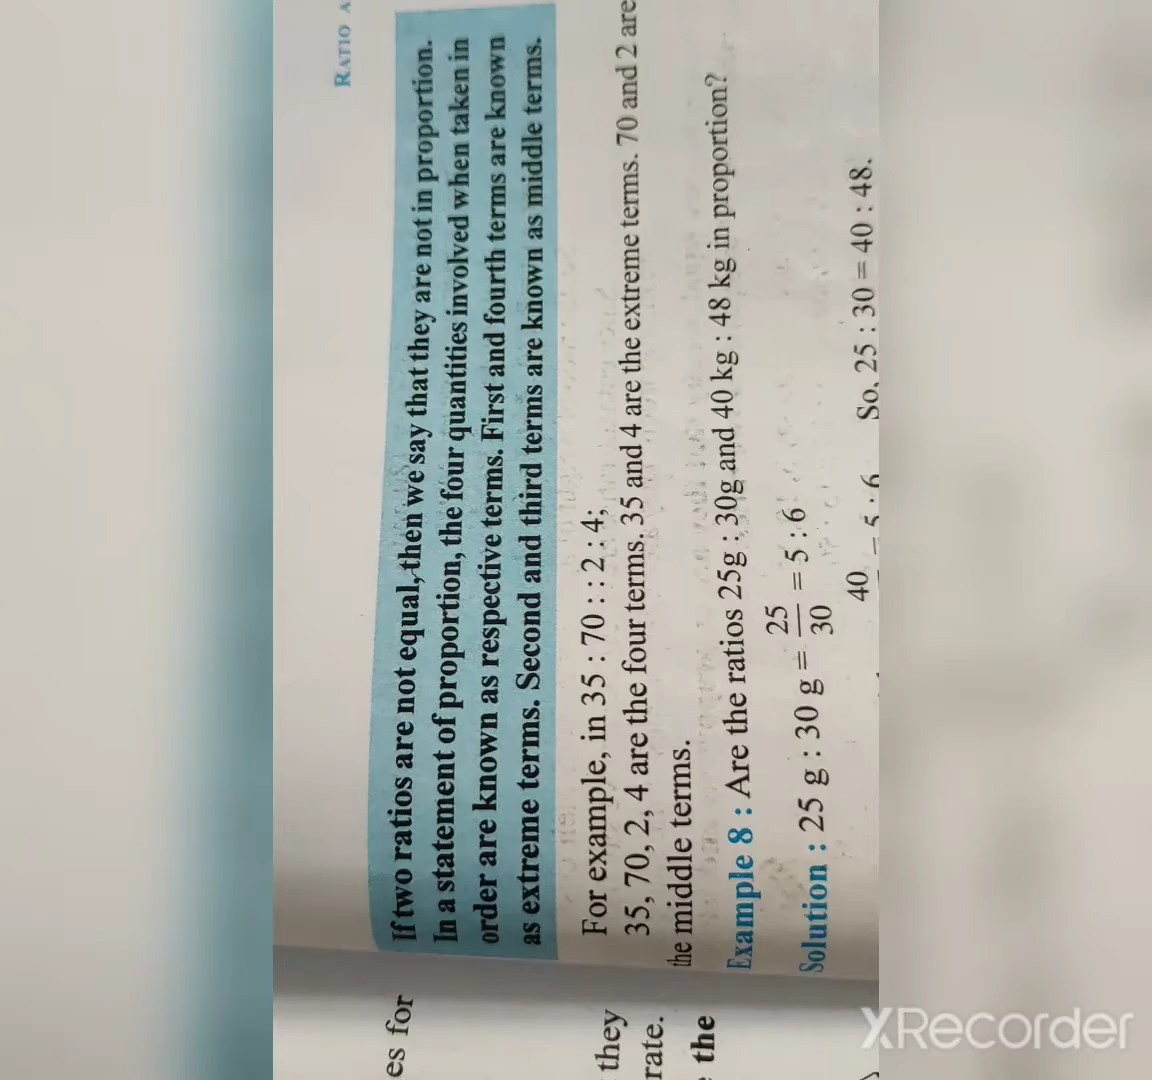 RATIO A
If two ratios are not equal, then we say that they are not in proportion.
In a statement of proportion, the four quantities involved when taken in
order are known as respective terms. First and fourth terms are known
as extreme terms. Second and third terms are known as middle terms.
For example, in 35 : 70 : : 2 : 4;
35, 70, 2, 4 are the four terms. 35 and 4 are the extreme terms. 70 and 2 are
the middle terms.
Example 8 : Are the ratios 25g : 30g and 40 kg : 48 kg in proportion?
Solution : 25 g : 30 g = 25/30 = 5 : 6
40 = 5 : 6 So, 25 : 30 = 40 : 48.
es for
they
rate.
the
XRecorder